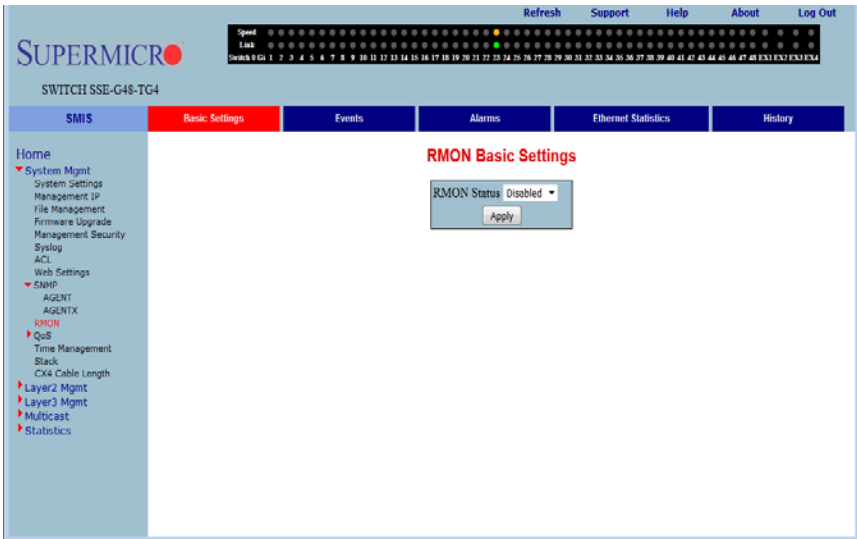 Refresh Support Help About Log Out
SUPERMICRO
Speed
Link
Switch 0 Gi 1 2 3 4 5 6 7 8 9 10 11 12 13 14 15 16 17 18 19 20 21 22 23 24 25 26 27 28 29 30 31 32 33 34 35 36 37 38 39 40 41 42 43 44 45 46 47 48 EX1 EX2 EX3 EX4
SWITCH SSE-G48-TG4
SMIS Basic Settings Events Alarms Ethernet Statistics History
Home
System Mgmt
System Settings
Management IP
File Management
Firmware Upgrade
Management Security
Syslog
ACL
Web Settings
SNMP
AGENT
AGENTX
RMON
QoS
Time Management
Stack
CX4 Cable Length
Layer2 Mgmt
Layer3 Mgmt
Multicast
Statistics
RMON Basic Settings
RMON Status Disabled
Apply